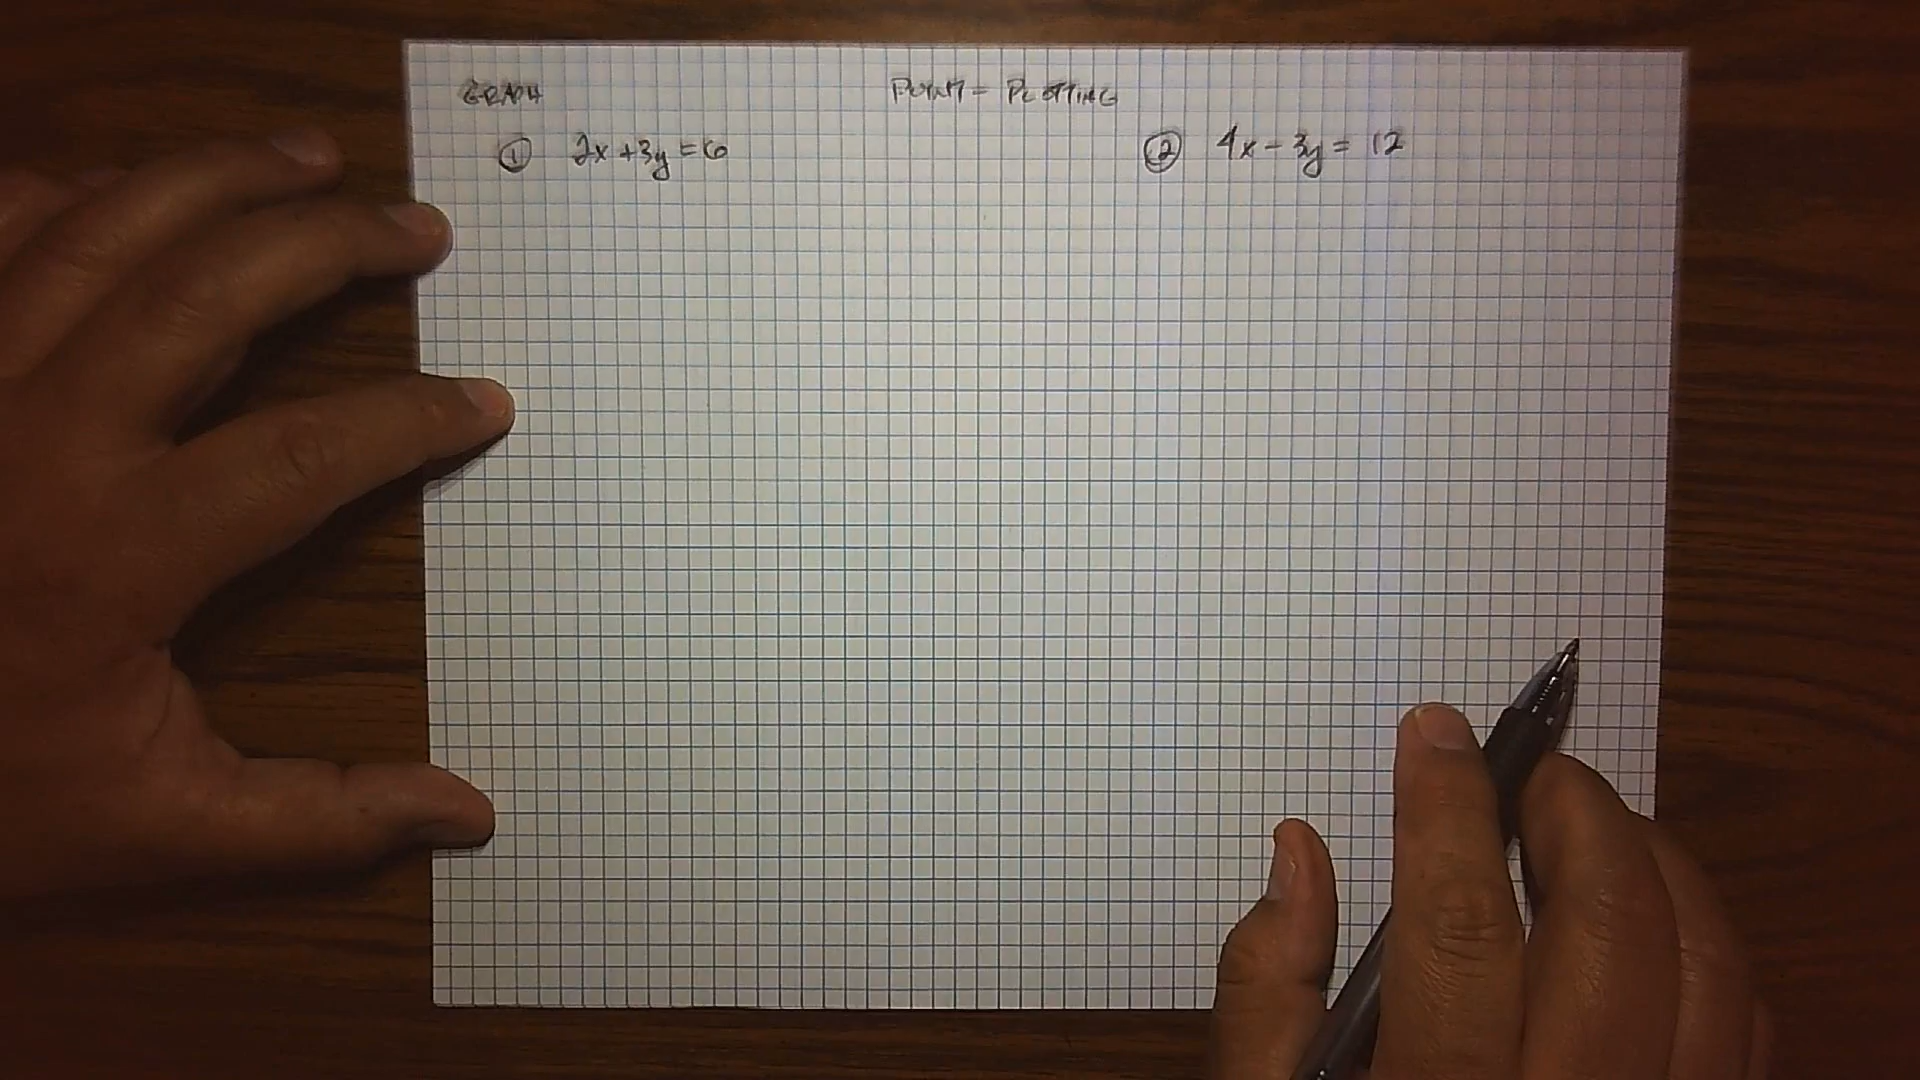 GRAPH
POINT - PLOTTING
① 2x + 3y = 6
② 4x - 3y = 12